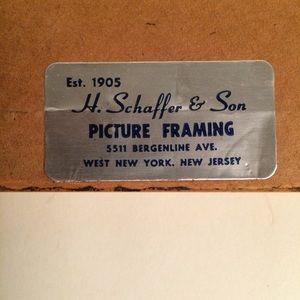 Est. 1905
H. Schaffer & Son
PICTURE FRAMING
5511 BERGENLINE AVE.
WEST NEW YORK, NEW JERSEY